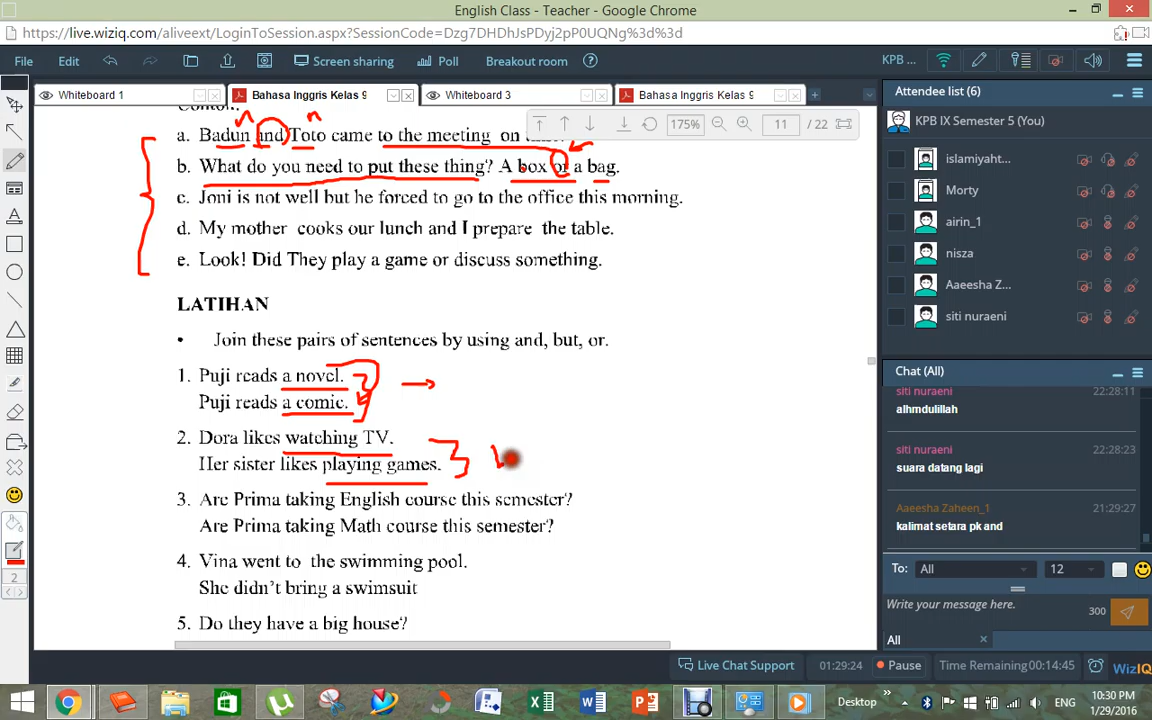 English Class - Teacher - Google Chrome
https://live.wiziq.com/aliveext/LoginToSession.aspx?SessionCode=Dzg7DHDhJsPDyj2pP0UQNg%3d%3d
File Edit Screen sharing Poll Breakout room KPB ...
Whiteboard 1 Bahasa Inggris Kelas 9 Whiteboard 3 Bahasa Inggris Kelas 9
Attendee list (6)
175% 11 / 22
KPB IX Semester 5 (You)
islamiyaht...
Morty
airin_1
nisza
Aaeesha Z...
siti nuraeni
a. Badun and Toto came to the meeting on
b. What do you need to put these thing? A box or a bag.
c. Joni is not well but he forced to go to the office this morning.
d. My mother cooks our lunch and I prepare the table.
e. Look! Did They play a game or discuss something.
LATIHAN
• Join these pairs of sentences by using and, but, or.
1. Puji reads a novel.
Puji reads a comic.
2. Dora likes watching TV.
Her sister likes playing games.
3. Are Prima taking English course this semester?
Are Prima taking Math course this semester?
4. Vina went to the swimming pool.
She didn't bring a swimsuit
5. Do they have a big house?
Chat (All)
siti nuraeni 22:28:11
alhmdulillah
siti nuraeni 22:28:23
suara datang lagi
Aaeesha Zaheen_1 21:29:27
kalimat setara pk and
To: All 12
Write your message here. 300
All
Live Chat Support 01:29:24 Pause Time Remaining 00:14:45 WizIQ
Desktop ENG 10:30 PM
1/29/2016